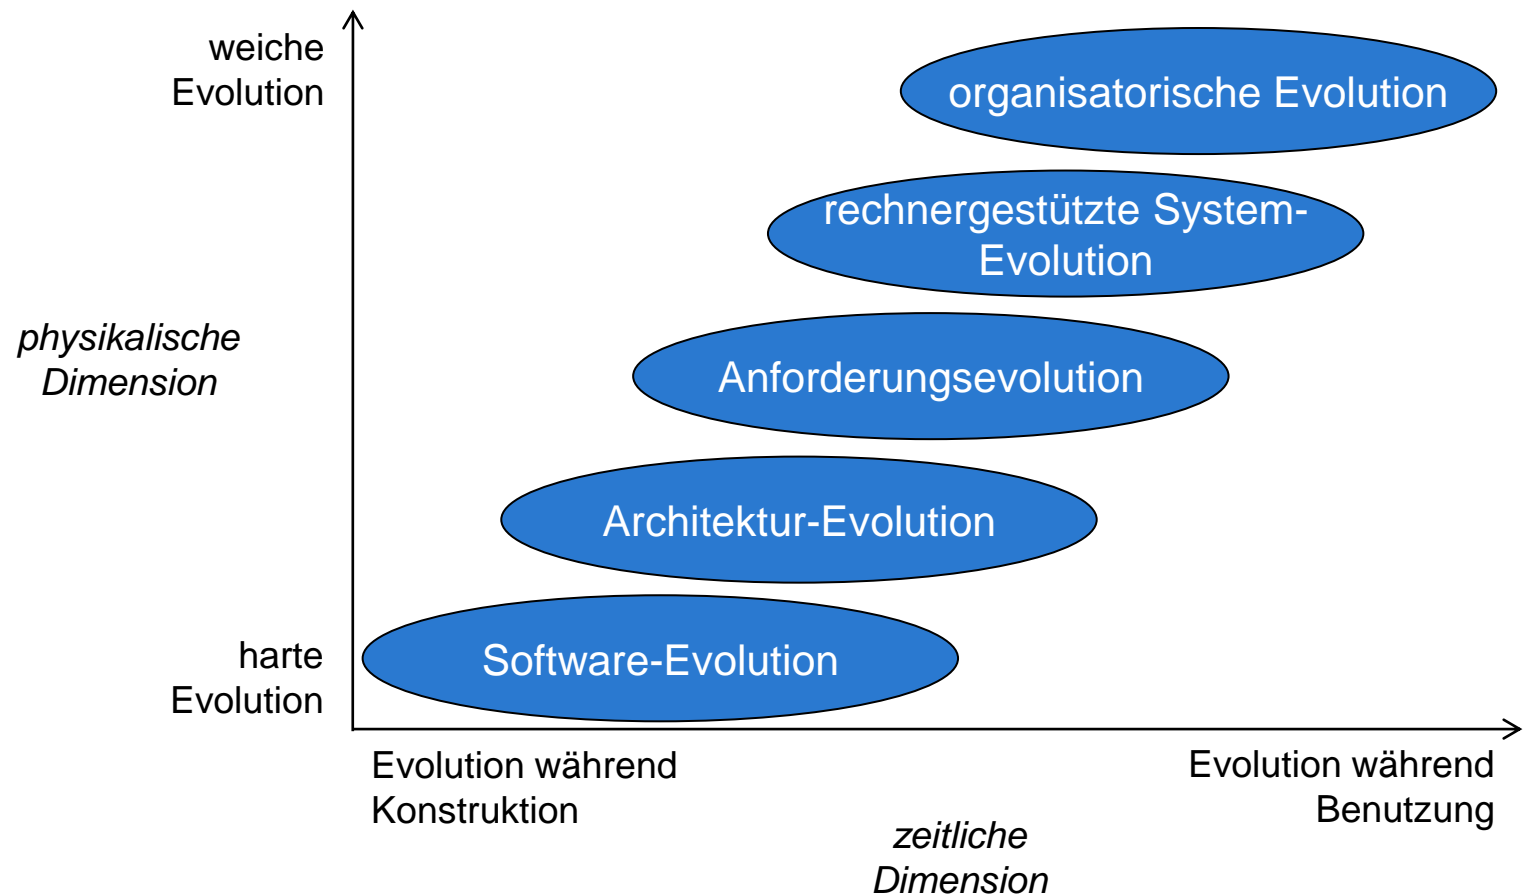 weiche
Evolution
organisatorische Evolution
rechnergestützte System-
Evolution
physikalische
Dimension
Anforderungsevolution
Architektur-Evolution
harte
Evolution
Software-Evolution
Evolution während
Konstruktion
Evolution während
Benutzung
zeitliche
Dimension